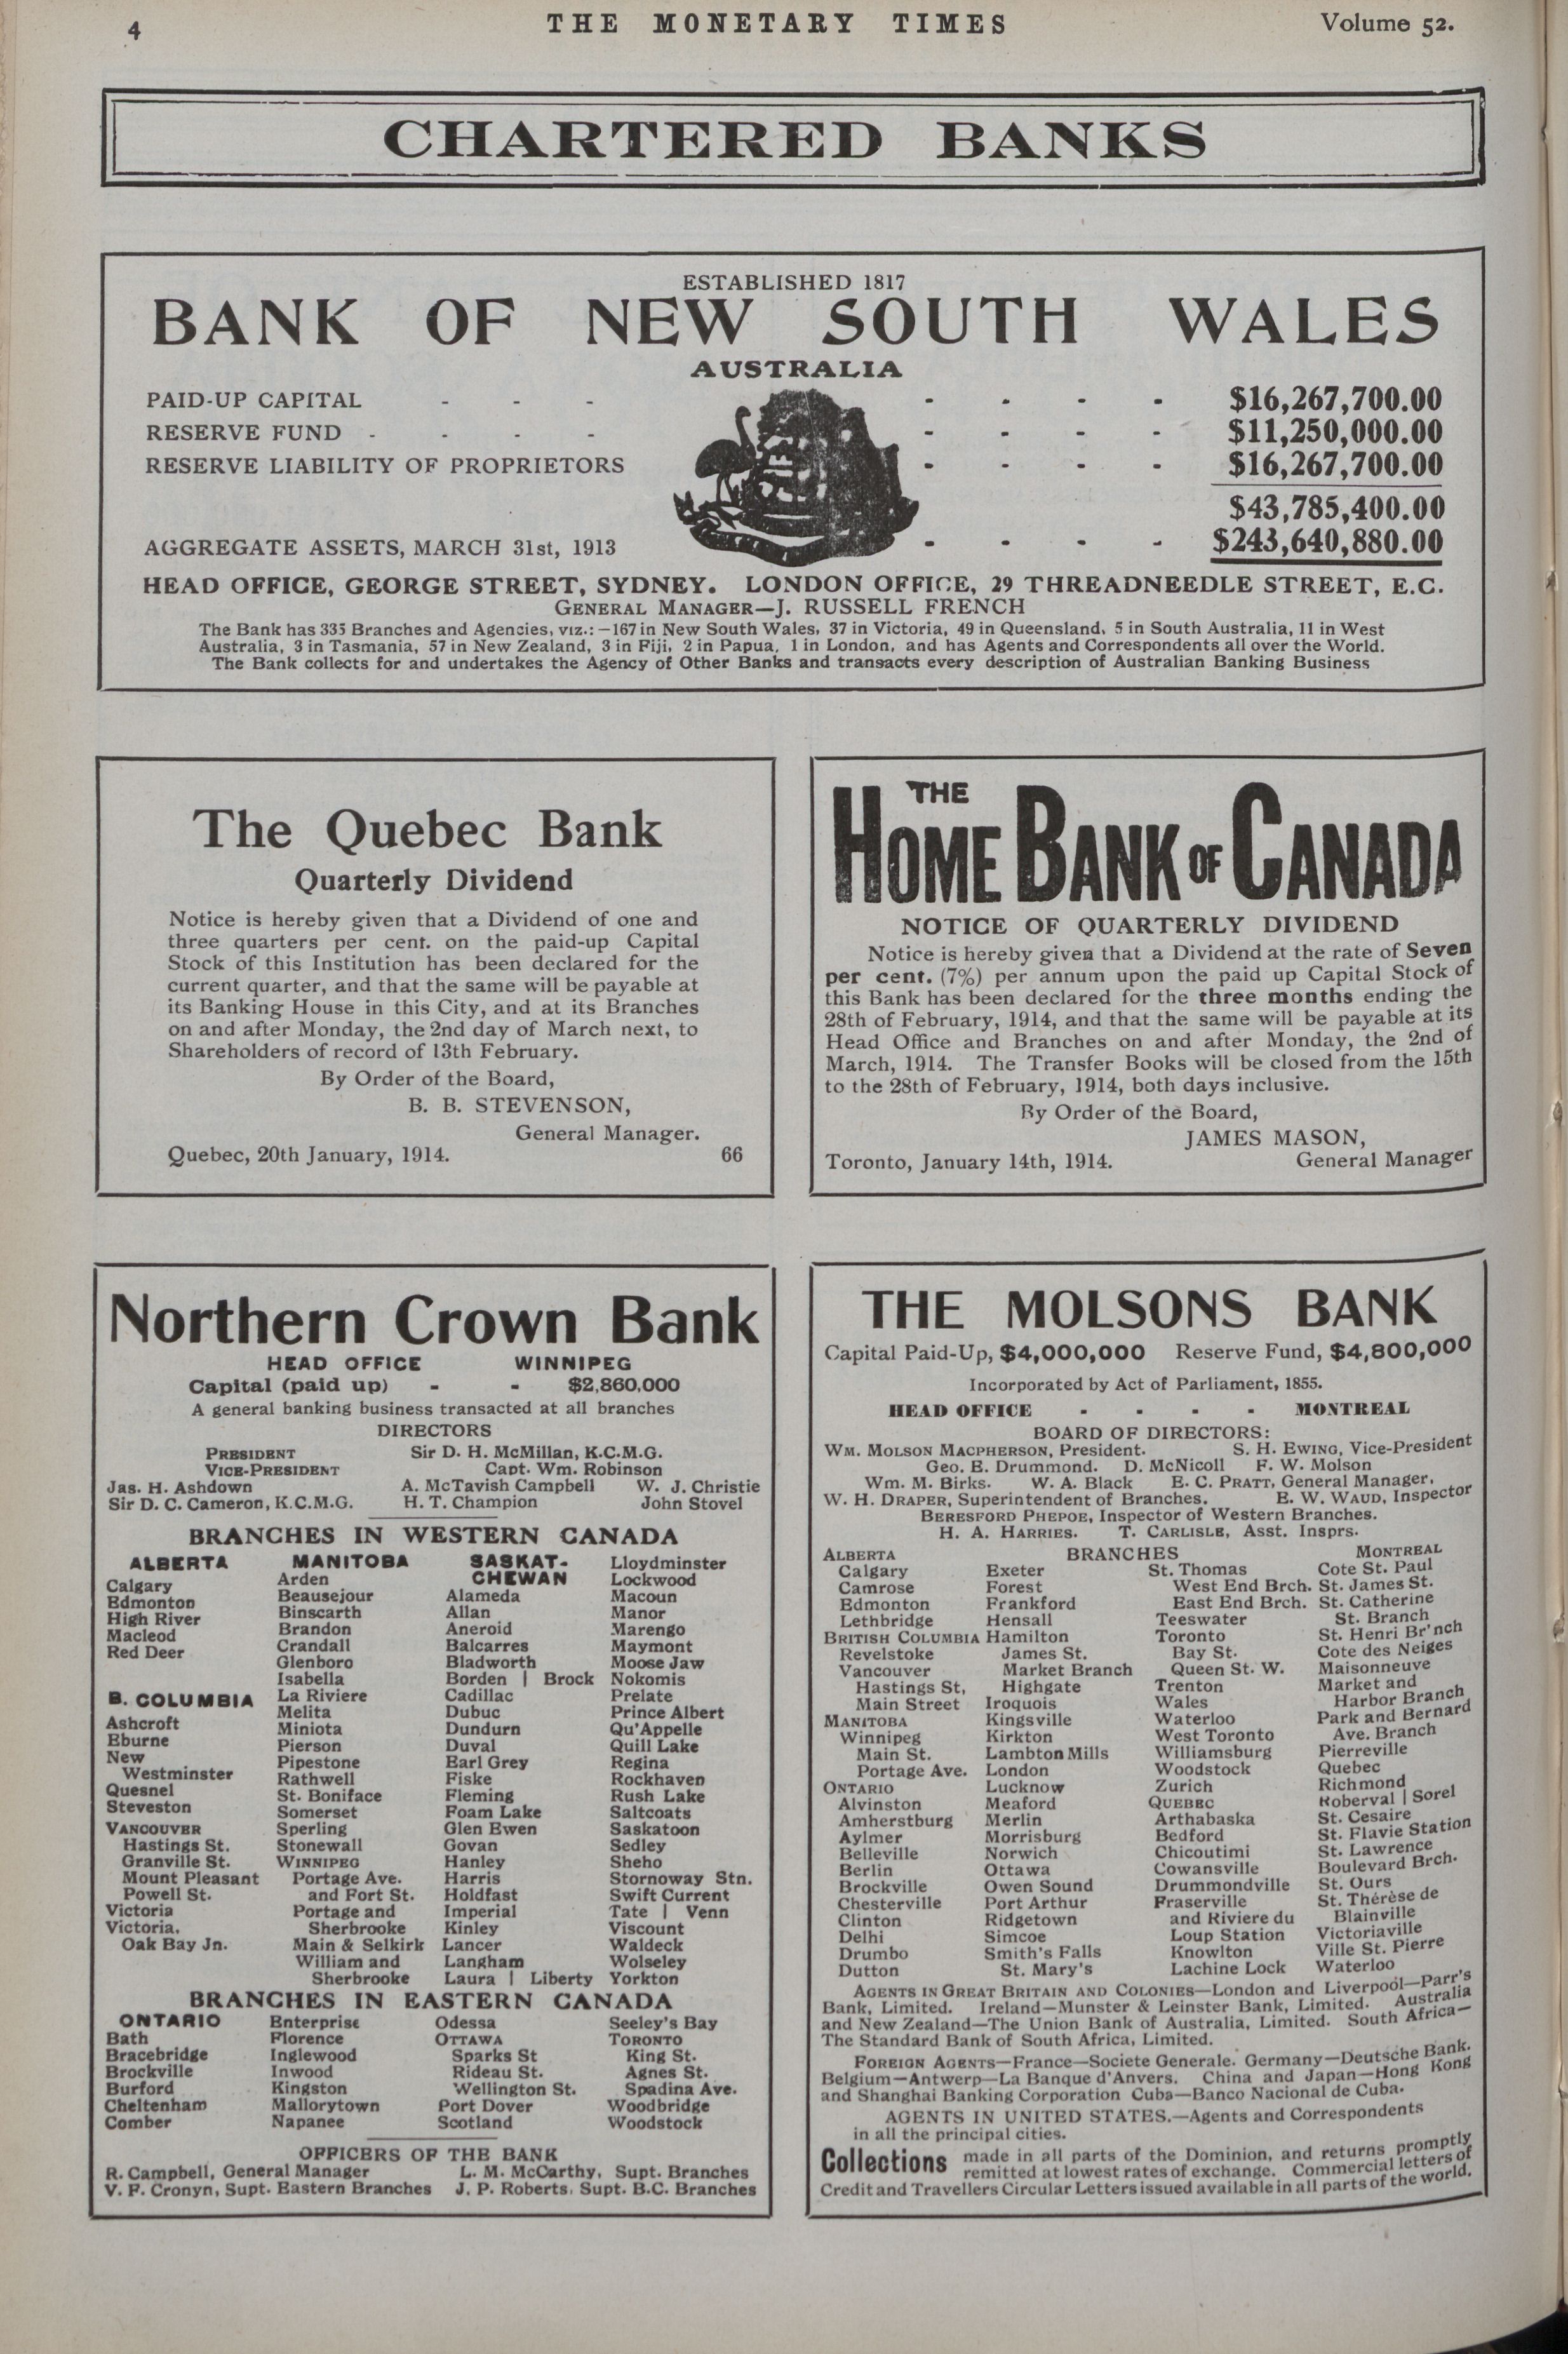 4
THE MONETARY TIMES
Volume 52.
CHARTERED BANKS
ESTABLISHED 1817
BANK OF NEW SOUTH WALES
AUSTRALIA
PAID-UP CAPITAL - - - - - - - $16,267,700.00
RESERVE FUND - - - - - - - - $11,250,000.00
RESERVE LIABILITY OF PROPRIETORS - - - - $16,267,700.00
$43,785,400.00
AGGREGATE ASSETS, MARCH 31st, 1913 - - - - $243,640,880.00
HEAD OFFICE, GEORGE STREET, SYDNEY. LONDON OFFICE, 29 THREADNEEDLE STREET, E.C.
GENERAL MANAGER—J. RUSSELL FRENCH
The Bank has 335 Branches and Agencies, viz.:—167 in New South Wales, 37 in Victoria, 49 in Queensland, 5 in South Australia, 11 in West
Australia, 3 in Tasmania, 57 in New Zealand, 3 in Fiji, 2 in Papua, 1 in London, and has Agents and Correspondents all over the World.
The Bank collects for and undertakes the Agency of Other Banks and transacts every description of Australian Banking Business
The Quebec Bank
Quarterly Dividend
Notice is hereby given that a Dividend of one and
three quarters per cent. on the paid-up Capital
Stock of this Institution has been declared for the
current quarter, and that the same will be payable at
its Banking House in this City, and at its Branches
on and after Monday, the 2nd day of March next, to
Shareholders of record of 13th February.
By Order of the Board,
B. B. STEVENSON,
General Manager.
Quebec, 20th January, 1914. 66
THE
HOME BANK OF CANADA
NOTICE OF QUARTERLY DIVIDEND
Notice is hereby given that a Dividend at the rate of Seven
per cent. (7%) per annum upon the paid up Capital Stock of
this Bank has been declared for the three months ending the
28th of February, 1914, and that the same will be payable at its
Head Office and Branches on and after Monday, the 2nd of
March, 1914. The Transfer Books will be closed from the 15th
to the 28th of February, 1914, both days inclusive.
By Order of the Board,
JAMES MASON,
Toronto, January 14th, 1914. General Manager
Northern Crown Bank
HEAD OFFICE WINNIPEG
Capital (paid up) - - $2,860,000
A general banking business transacted at all branches
DIRECTORS
PRESIDENT Sir D. H. McMillan, K.C.M.G.
VICE-PRESIDENT Capt. Wm. Robinson
Jas. H. Ashdown A. McTavish Campbell W. J. Christie
Sir D. C. Cameron, K.C.M.G. H. T. Champion John Stovel
BRANCHES IN WESTERN CANADA
ALBERTA
Calgary
Edmonton
High River
Macleod
Red Deer
B. COLUMBIA
Ashcroft
Eburne
New
Westminster
Quesnel
Steveston
VANCOUVER
Hastings St.
Granville St.
Mount Pleasant
Powell St.
Victoria
Victoria,
Oak Bay Jn.
MANITOBA
Arden
Beausejour
Binscarth
Brandon
Crandall
Glenboro
Isabella
La Riviere
Melita
Miniota
Pierson
Pipestone
Rathwell
St. Boniface
Somerset
Sperling
Stonewall
WINNIPEG
Portage Ave.
and Fort St.
Portage and
Sherbrooke
Main & Selkirk
William and
Sherbrooke
SASKAT-
CHEWAN
Alameda
Allan
Aneroid
Balcarres
Bladworth
Borden | Brock
Cadillac
Dubuc
Dundurn
Duval
Earl Grey
Fiske
Fleming
Foam Lake
Glen Ewen
Govan
Hanley
Harris
Holdfast
Imperial
Kinley
Lancer
Langham
Laura | Liberty
Lloydminster
Lockwood
Macoun
Manor
Marengo
Maymont
Moose Jaw
Nokomis
Prelate
Prince Albert
Qu'Appelle
Quill Lake
Regina
Rockhaven
Rush Lake
Saltcoats
Saskatoon
Sedley
Sheho
Stornoway Stn.
Swift Current
Tate | Venn
Viscount
Waldeck
Wolseley
Yorkton
BRANCHES IN EASTERN CANADA
ONTARIO
Bath
Bracebridge
Brockville
Burford
Cheltenham
Comber
Enterprise
Florence
Inglewood
Inwood
Kingston
Mallorytown
Napanee
Odessa
OTTAWA
Sparks St
Rideau St.
Wellington St.
Port Dover
Scotland
Seeley's Bay
TORONTO
King St.
Agnes St.
Spadina Ave.
Woodbridge
Woodstock
OFFICERS OF THE BANK
R. Campbell, General Manager L. M. McCarthy, Supt. Branches
V. F. Cronyn, Supt. Eastern Branches J. P. Roberts, Supt. B.C. Branches
THE MOLSONS BANK
Capital Paid-Up, $4,000,000 Reserve Fund, $4,800,000
Incorporated by Act of Parliament, 1855.
HEAD OFFICE - - - - MONTREAL
BOARD OF DIRECTORS:
WM. MOLSON MACPHERSON, President. S. H. EWING, Vice-President
Geo. E. Drummond. D. McNicoll F. W. Molson
Wm. M. Birks. W. A. Black E. C. PRATT, General Manager.
W. H. DRAPER, Superintendent of Branches. E. W. WAUD, Inspector
BERESFORD PHEPOE, Inspector of Western Branches.
H. A. HARRIES. T. CARLISLE, Asst. Insprs.
BRANCHES
ALBERTA
Calgary
Camrose
Edmonton
Lethbridge
BRITISH COLUMBIA
Revelstoke
Vancouver
Hastings St,
Main Street
MANITOBA
Winnipeg
Main St.
Portage Ave.
ONTARIO
Alvinston
Amherstburg
Aylmer
Belleville
Berlin
Brockville
Chesterville
Clinton
Delhi
Drumbo
Dutton
Exeter
Forest
Frankford
Hensall
Hamilton
James St.
Market Branch
Highgate
Iroquois
Kingsville
Kirkton
Lambton Mills
London
Lucknow
Meaford
Merlin
Morrisburg
Norwich
Ottawa
Owen Sound
Port Arthur
Ridgetown
Simcoe
Smith's Falls
St. Mary's
St. Thomas
West End Brch.
East End Brch.
Teeswater
Toronto
Bay St.
Queen St. W.
Trenton
Wales
Waterloo
West Toronto
Williamsburg
Woodstock
Zurich
QUEBEC
Arthabaska
Bedford
Chicoutimi
Cowansville
Drummondville
Fraserville
and Riviere du
Loup Station
Knowlton
Lachine Lock
MONTREAL
Cote St. Paul
St. James St.
St. Catherine
St. Branch
St. Henri Br'nch
Cote des Neiges
Maisonneuve
Market and
Harbor Branch
Park and Bernard
Ave. Branch
Pierreville
Quebec
Richmond
Roberval | Sorel
St. Cesaire
St. Flavie Station
St. Lawrence
Boulevard Brch.
St. Ours
St. Thérèse de
Blainville
Victoriaville
Ville St. Pierre
Waterloo
AGENTS IN GREAT BRITAIN AND COLONIES—London and Liverpool—Parr's
Bank, Limited. Ireland—Munster & Leinster Bank, Limited. Australia
and New Zealand—The Union Bank of Australia, Limited. South Africa—
The Standard Bank of South Africa, Limited.
FOREIGN AGENTS—France—Societe Generale. Germany—Deutsche Bank.
Belgium—Antwerp—La Banque d'Anvers. China and Japan—Hong Kong
and Shanghai Banking Corporation Cuba—Banco Nacional de Cuba.
AGENTS IN UNITED STATES.—Agents and Correspondents
in all the principal cities.
Collections made in all parts of the Dominion, and returns promptly
remitted at lowest rates of exchange. Commercial letters of
Credit and Travellers Circular Letters issued available in all parts of the world.